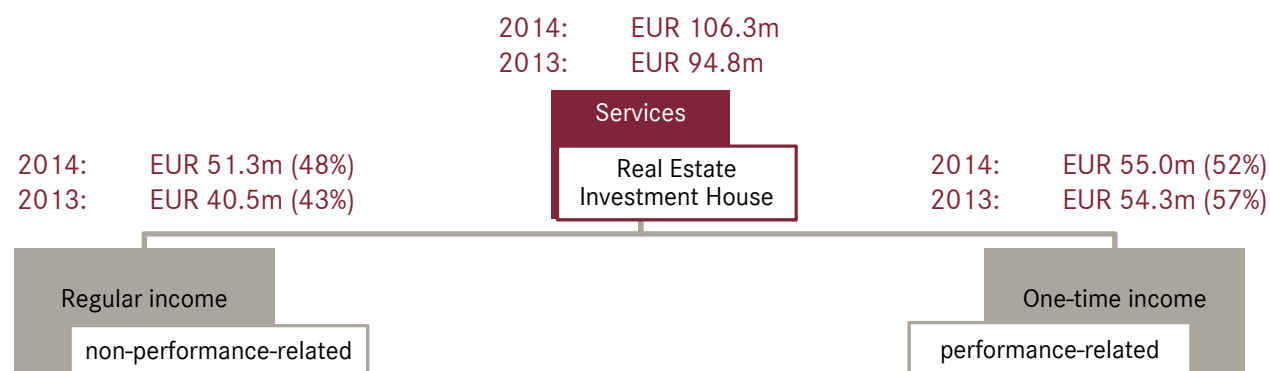 2014: EUR 106.3m
2013: EUR 94.8m
Services
Real Estate
Investment House
2014: EUR 51.3m (48%)
2013: EUR 40.5m (43%)
2014: EUR 55.0m (52%)
2013: EUR 54.3m (57%)
Regular income
non-performance-related
One-time income
performance-related